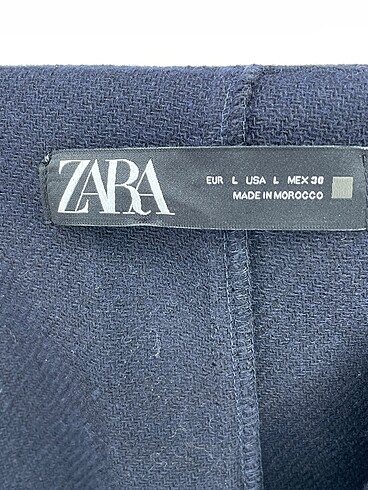 ZARA
EUR L USA L MEX 30
MADE IN MOROCCO